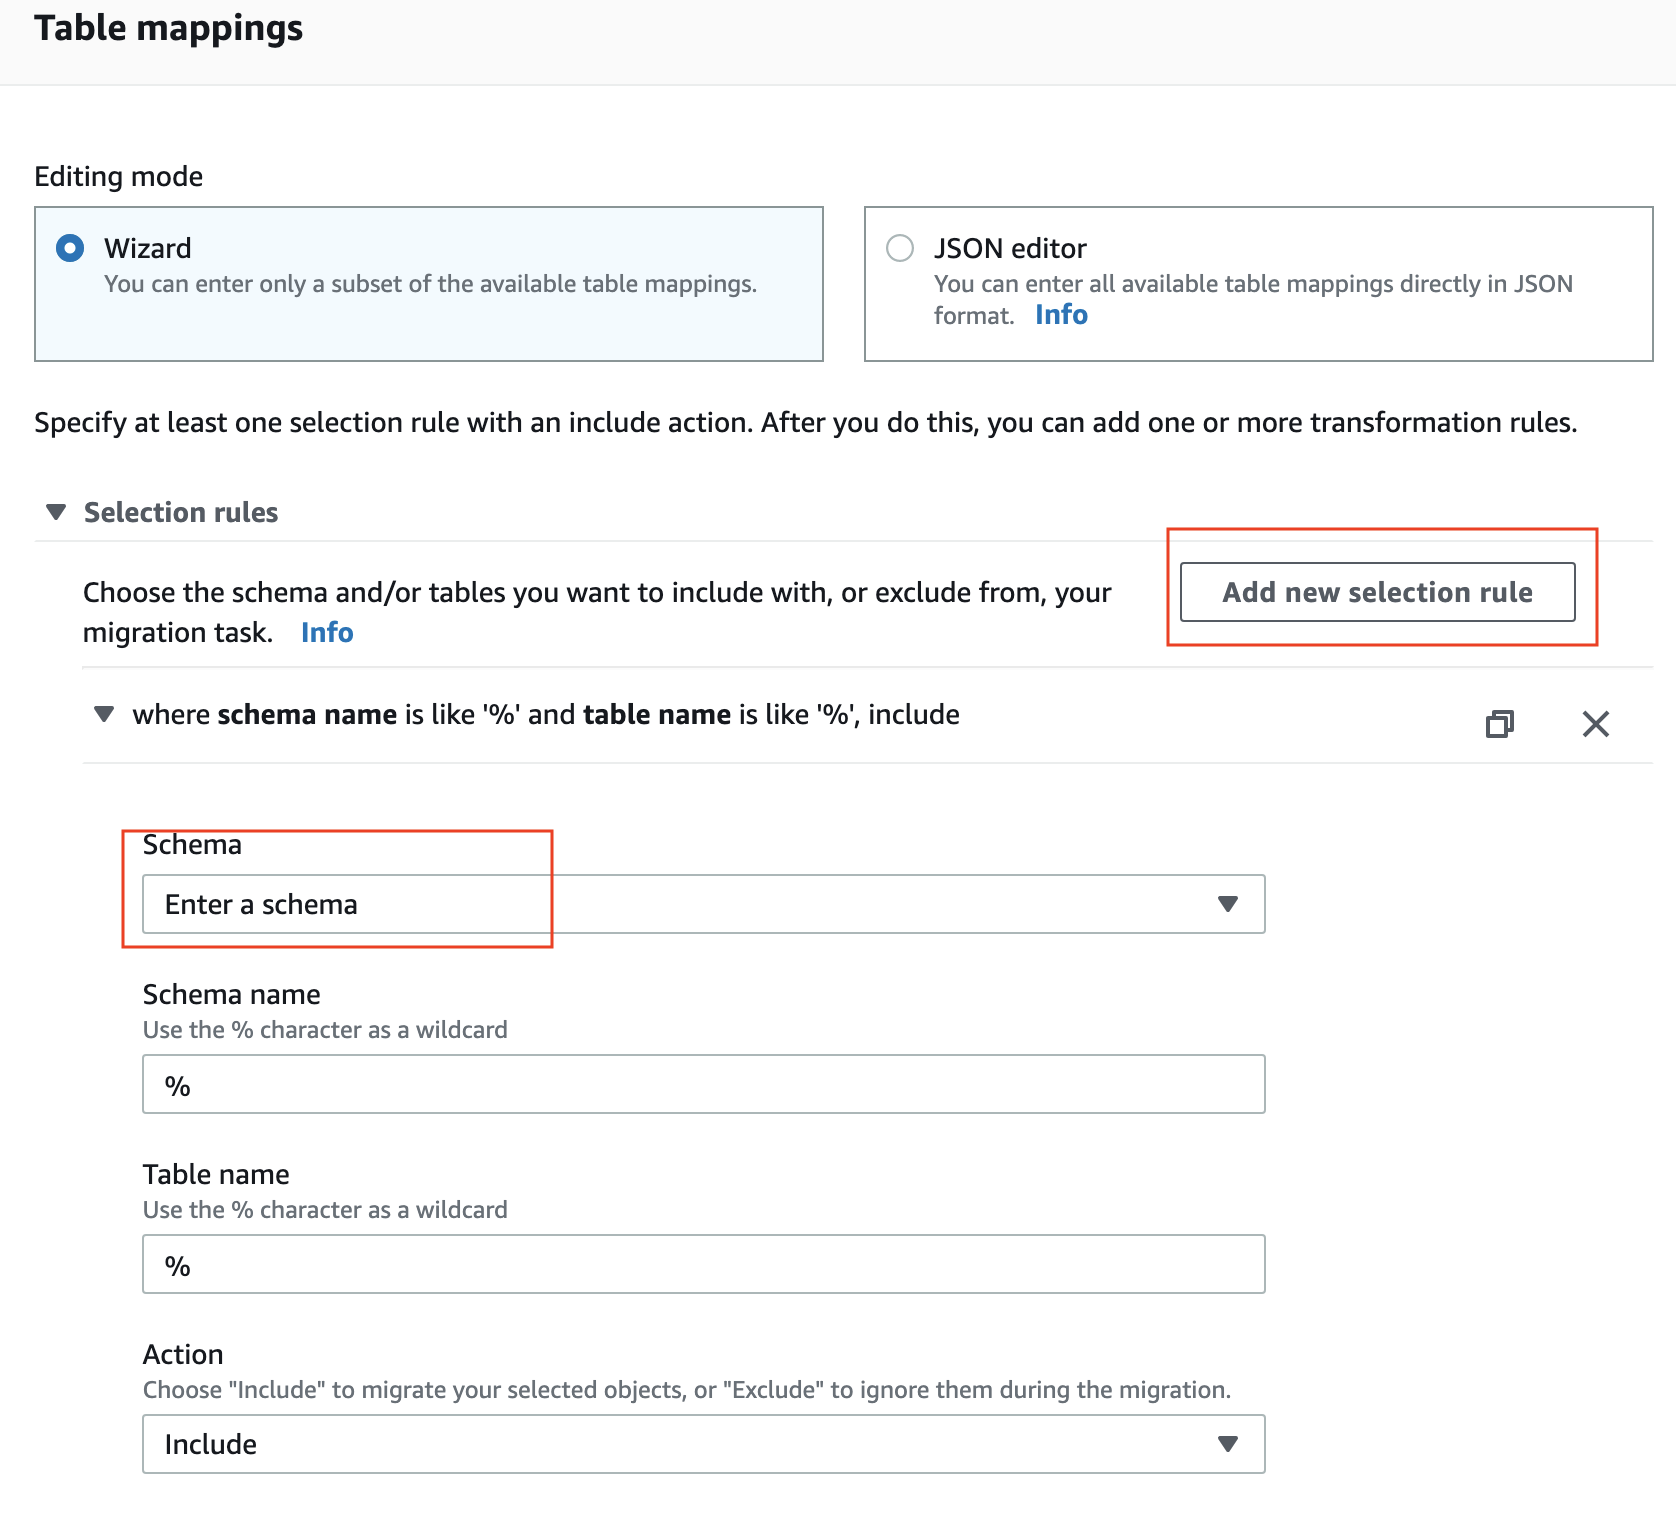 Table mappings
Editing mode
Wizard
You can enter only a subset of the available table mappings.
JSON editor
You can enter all available table mappings directly in JSON
format. Info
Specify at least one selection rule with an include action. After you do this, you can add one or more transformation rules.
Selection rules
Choose the schema and/or tables you want to include with, or exclude from, your
migration task. Info
Add new selection rule
where schema name is like '%' and table name is like '%', include
Schema
Enter a schema
Schema name
Use the % character as a wildcard
%
Table name
Use the % character as a wildcard
%
Action
Choose "Include" to migrate your selected objects, or "Exclude" to ignore them during the migration.
Include